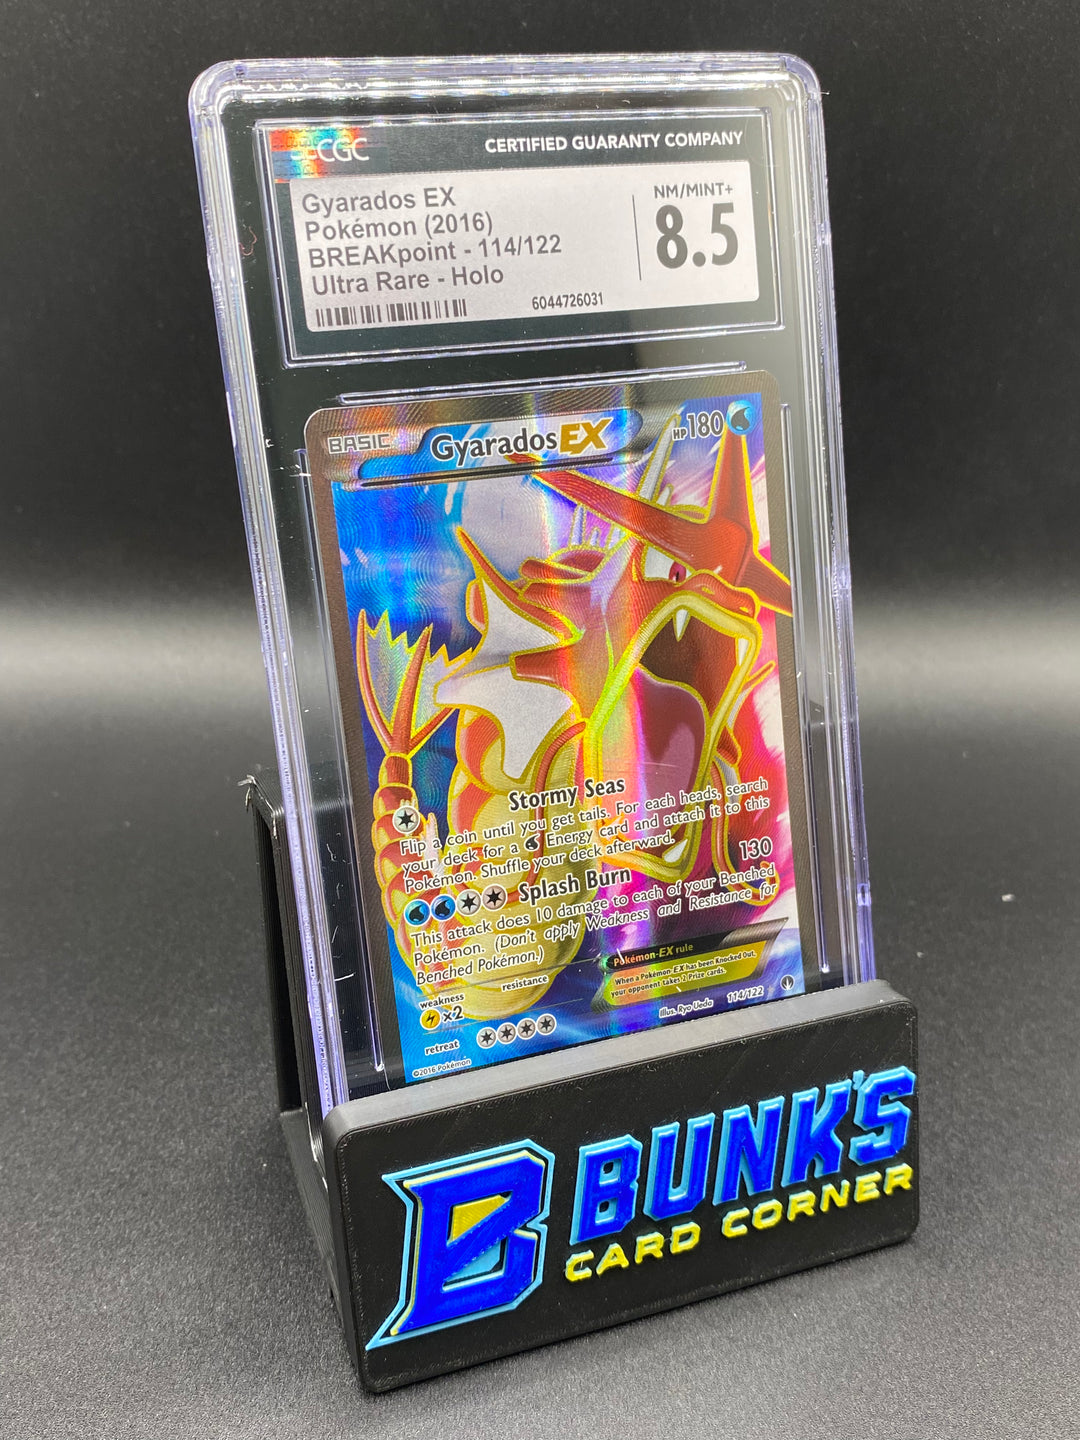 CGC
CERTIFIED GUARANTY COMPANY
Gyarados EX
Pokémon (2016)
BREAKpoint - 114/122
Ultra Rare - Holo
NM/MINT+
8.5
6044726031
BASIC
Gyarados EX
HP 180
Stormy Seas
Flip a coin until you get tails. For each heads, search
your deck for a Energy card and attach it to this
Pokémon. Shuffle your deck afterward.
Splash Burn 130
This attack does 10 damage to each of your Benched
Pokémon. (Don't apply Weakness and Resistance for
Benched Pokémon.)
Pokémon-EX rule
When a Pokémon-EX has been Knocked Out,
your opponent takes 2 Prize cards.
weakness
x2
resistance
retreat
Illus. Ryo Ueda
114/122
©2016 Pokémon
B
BUNK'S
CARD CORNER